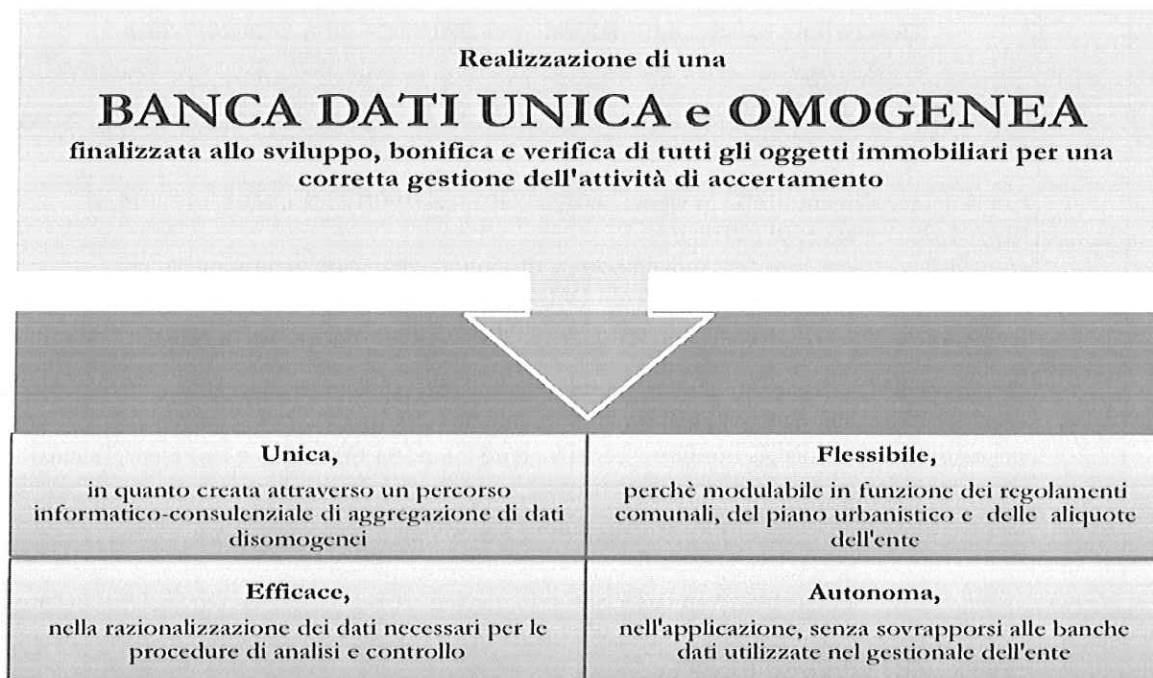 Realizzazione di una
BANCA DATI UNICA e OMOGENEA
finalizzata allo sviluppo, bonifica e verifica di tutti gli oggetti immobiliari per una
corretta gestione dell'attività di accertamento
Unica,
in quanto creata attraverso un percorso
informatico-consulenziale di aggregazione di dati
disomogenei
Flessibile,
perchè modulabile in funzione dei regolamenti
comunali, del piano urbanistico e delle aliquote
dell'ente
Efficace,
nella razionalizzazione dei dati necessari per le
procedure di analisi e controllo
Autonoma,
nell'applicazione, senza sovrapporsi alle banche
dati utilizzate nel gestionale dell'ente